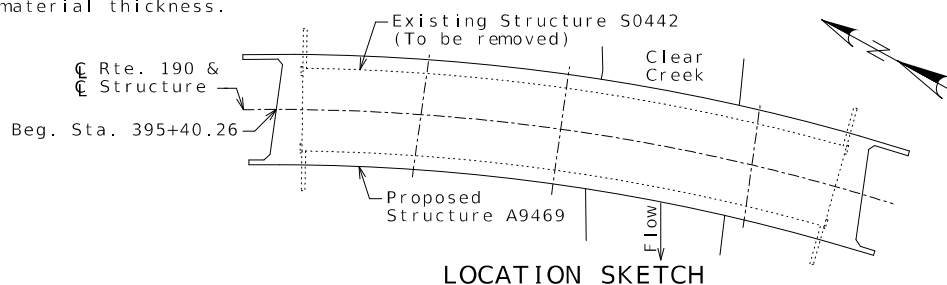 material thickness.
Existing Structure S0442
(To be removed)
Clear
Creek
N
℄ Rte. 190 &
℄ Structure
Beg. Sta. 395+40.26
Proposed
Structure A9469
Flow
LOCATION SKETCH